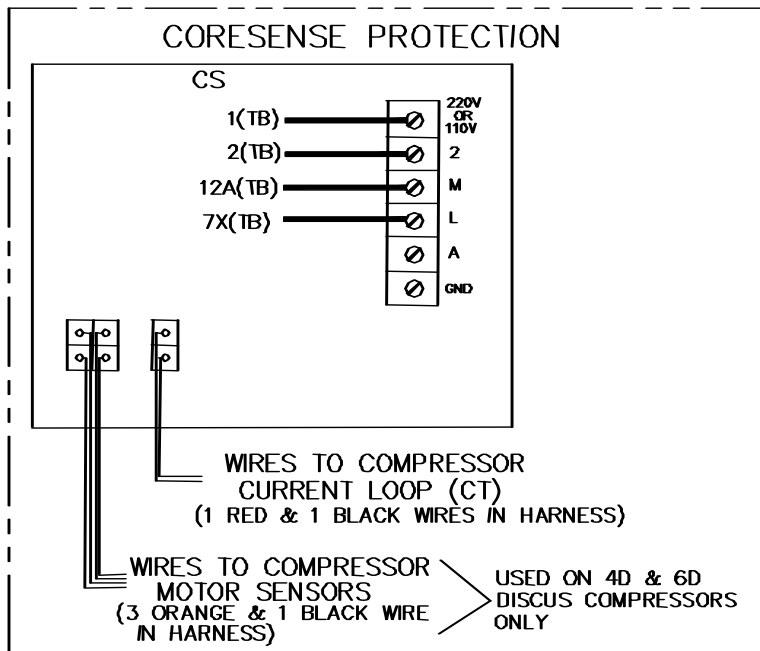 CORESENSE PROTECTION
CS
1(TB)
220V
OR
110V
2(TB)
2
12A(TB)
M
7X(TB)
L
A
GND
WIRES TO COMPRESSOR
CURRENT LOOP (CT)
(1 RED & 1 BLACK WIRES IN HARNESS)
WIRES TO COMPRESSOR
MOTOR SENSORS
(3 ORANGE & 1 BLACK WIRE
IN HARNESS)
USED ON 4D & 6D
DISCUS COMPRESSORS
ONLY